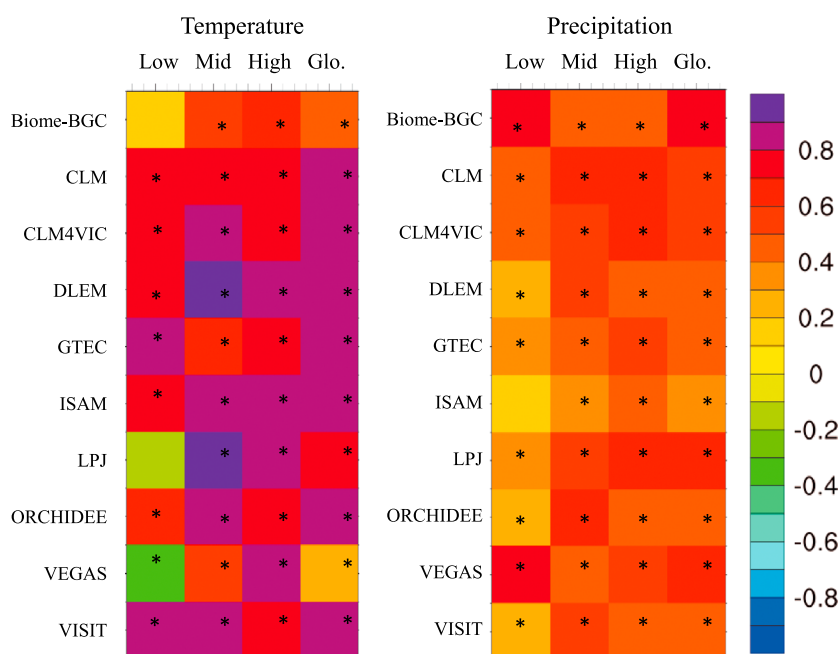 Temperature Precipitation
Low Mid High Glo. Low Mid High Glo.
Biome-BGC * * * Biome-BGC * * * *
CLM * * * * CLM * * * * 0.8
CLM4VIC * * * * CLM4VIC * * * * 0.6
DLEM * * * * DLEM * * * * 0.4
GTEC * * * * GTEC * * * * 0.2
ISAM * * * * ISAM * * * 0
LPJ * * * LPJ * * * * -0.2
ORCHIDEE * * * * ORCHIDEE * * * * -0.4
VEGAS * * * * VEGAS * * * * -0.6
VISIT * * * * VISIT * * * * -0.8